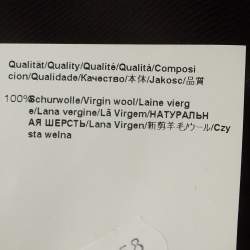 Qualität/Quality/Qualité/Qualità/Composi
cion/Qualidade/Качество/本体/Jakosc/品質
100%Schurwolle/Virgin wool/Laine vierg
e/Lana vergine/Lã Virgem/НАТУРАЛЬН
АЯ ШЕРСТЬ/Lana Virgen/新剪羊毛/ウール/Czy
sta welna